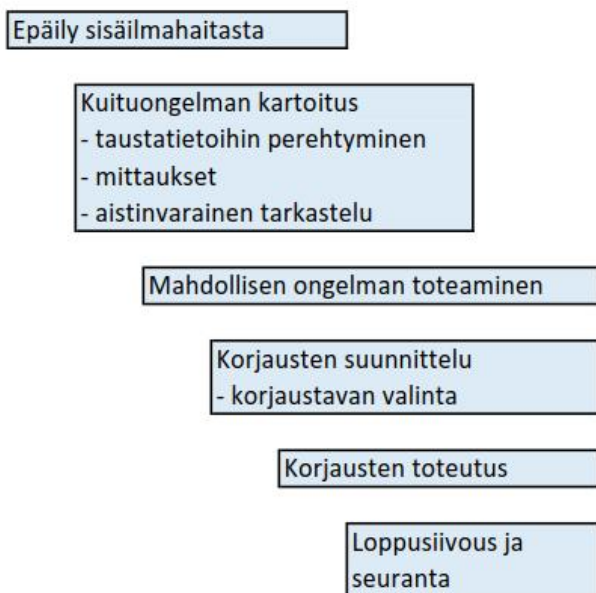 Epäily sisäilmahaitasta
Kuituongelman kartoitus
- taustatietoihin perehtyminen
- mittaukset
- aistinvarainen tarkastelu
Mahdollisen ongelman toteaminen
Korjausten suunnittelu
- korjaustavan valinta
Korjausten toteutus
Loppusiivous ja
seuranta